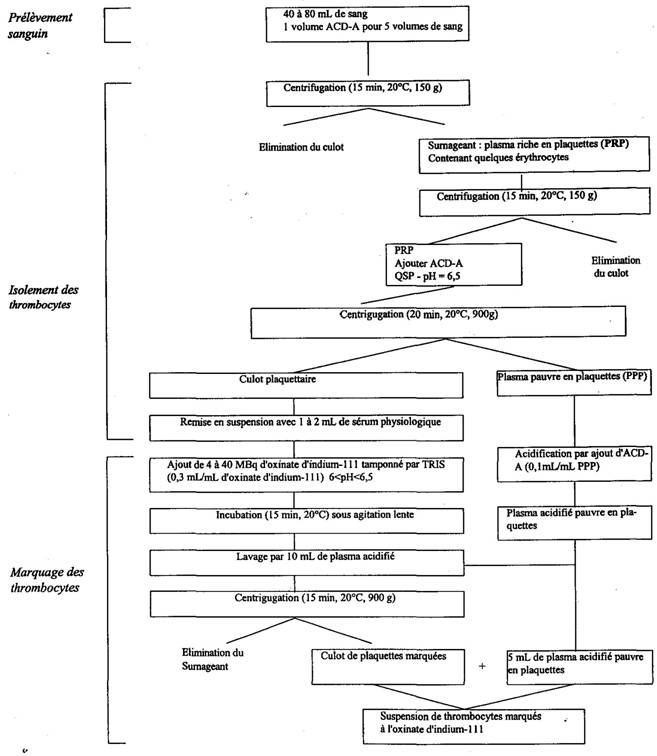 Prélèvement
sanguin
40 à 80 mL de sang
1 volume ACD-A pour 5 volumes de sang
Centrifugation (15 min, 20°C, 150 g)
Elimination du culot
Surnageant : plasma riche en plaquettes (PRP)
Contenant quelques érythrocytes
Centrifugation (15 min, 20°C, 150 g)
PRP
Ajouter ACD-A
QSP - pH = 6,5
Elimination
du culot
Isolement des
thrombocytes
Centrigugation (20 min, 20°C, 900g)
Culot plaquettaire
Plasma pauvre en plaquettes (PPP)
Remise en suspension avec 1 à 2 mL de sérum physiologique
Ajout de 4 à 40 MBq d'oxinate d'indium-111 tamponné par TRIS
(0,3 mL/mL d'oxinate d'indium-111) 6<pH<6,5
Acidification par ajout d'ACD-
A (0,1mL/mL PPP)
Incubation (15 min, 20°C) sous agitation lente
Plasma acidifié pauvre en pla-
quettes
Lavage par 10 mL de plasma acidifié
Marquage des
thrombocytes
Centrigugation (15 min, 20°C, 900 g)
Elimination du
Surnageant
Culot de plaquettes marquées
+
5 mL de plasma acidifié pauvre
en plaquettes
Suspension de thrombocytes marqués
à l'oxinate d'indium-111